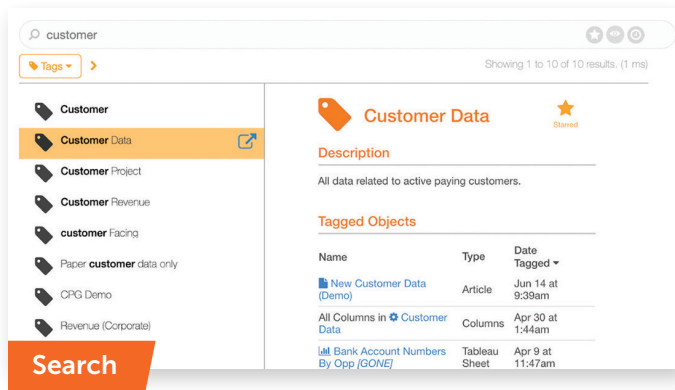 customer
Tags
Showing 1 to 10 of 10 results. (1 ms)
Customer
Customer Data
Customer Project
Customer Revenue
customer Facing
Paper customer data only
CPG Demo
Revenue (Corporate)
Search
Customer Data
Starred
Description
All data related to active paying customers.
Tagged Objects
Name Type Date
Tagged
New Customer Data
(Demo)
Article
Jun 14 at
9:39am
All Columns in Customer
Data
Columns
Apr 30 at
1:44am
Bank Account Numbers
By Opp [GONE]
Tableau
Sheet
Apr 9 at
11:47am